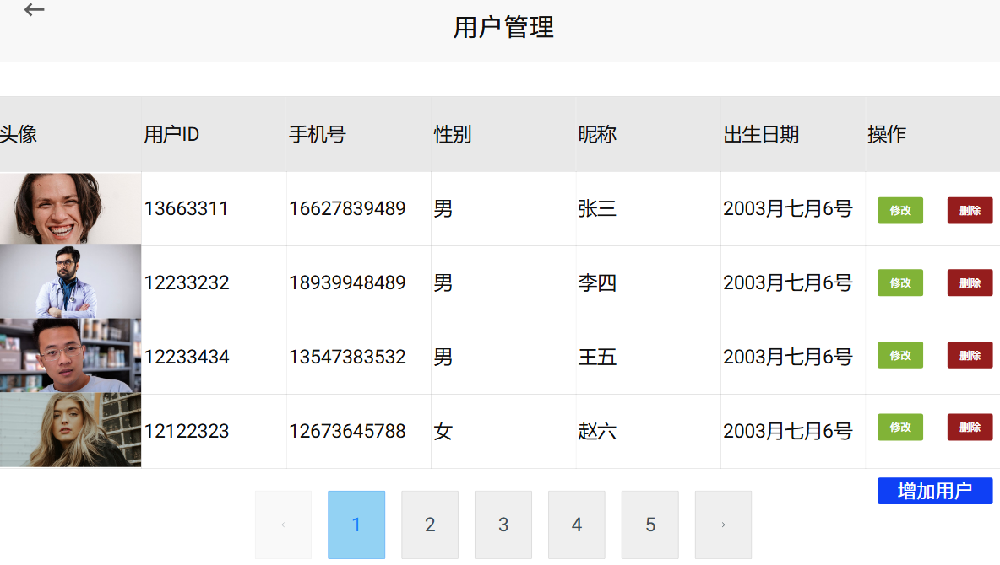 用户管理
头像 用户ID 手机号 性别 昵称 出生日期 操作
13663311 16627839489 男 张三 2003月七月6号 修改 删除
12233232 18939948489 男 李四 2003月七月6号 修改 删除
12233434 13547383532 男 王五 2003月七月6号 修改 删除
12122323 12673645788 女 赵六 2003月七月6号 修改 删除
增加用户
‹ 1 2 3 4 5 ›